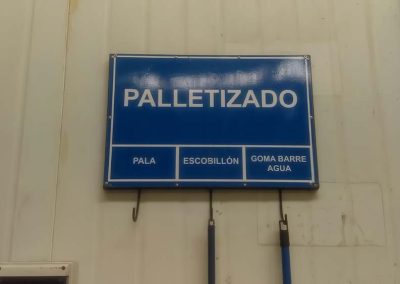 PALLETIZADO
PALA
ESCOBILLÓN
GOMA BARRE
AGUA